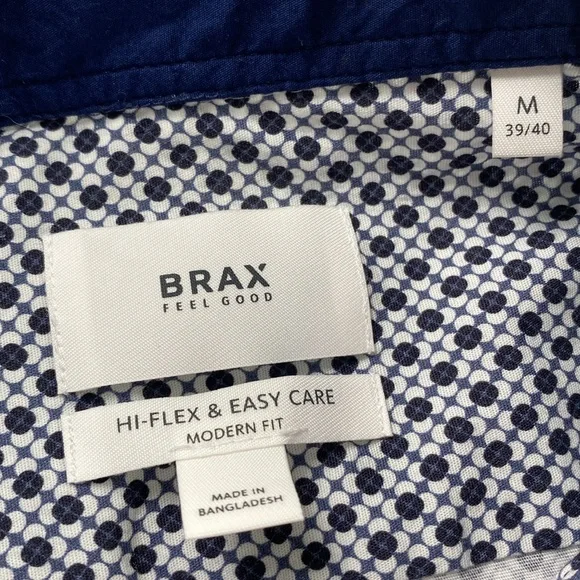 M
39/40
BRAX
FEEL GOOD
HI-FLEX & EASY CARE
MODERN FIT
MADE IN
BANGLADESH